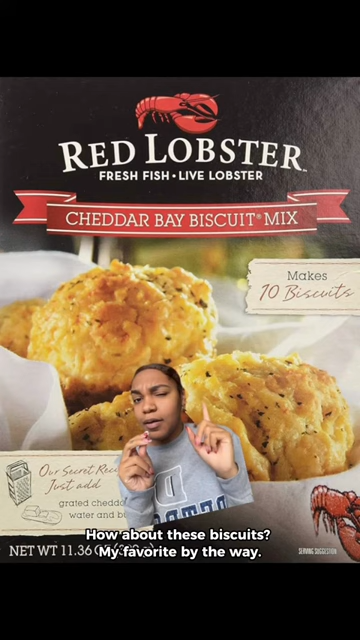 RED LOBSTER
FRESH FISH • LIVE LOBSTER
CHEDDAR BAY BISCUIT® MIX
Makes
10 Biscuits
Our Secret
Just add
grated
water and
How about these biscuits?
My favorite by the way.
NET WT 11.36
SERVING SUGGESTION